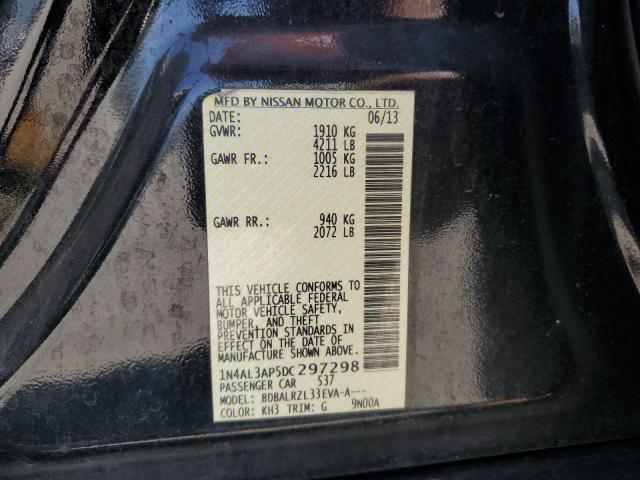 MFD BY NISSAN MOTOR CO., LTD.
DATE: 06/13
GVWR: 1910 KG
4211 LB
GAWR FR.: 1005 KG
2216 LB
GAWR RR.: 940 KG
2072 LB
THIS VEHICLE CONFORMS TO
ALL APPLICABLE FEDERAL
MOTOR VEHICLE SAFETY,
BUMPER, AND THEFT
PREVENTION STANDARDS IN
EFFECT ON THE DATE OF
MANUFACTURE SHOWN ABOVE.
1N4AL3AP5DC297298
PASSENGER CAR 537
MODEL: BDBALRZL33EVA-A---
COLOR: KH3 TRIM: G 9N00A